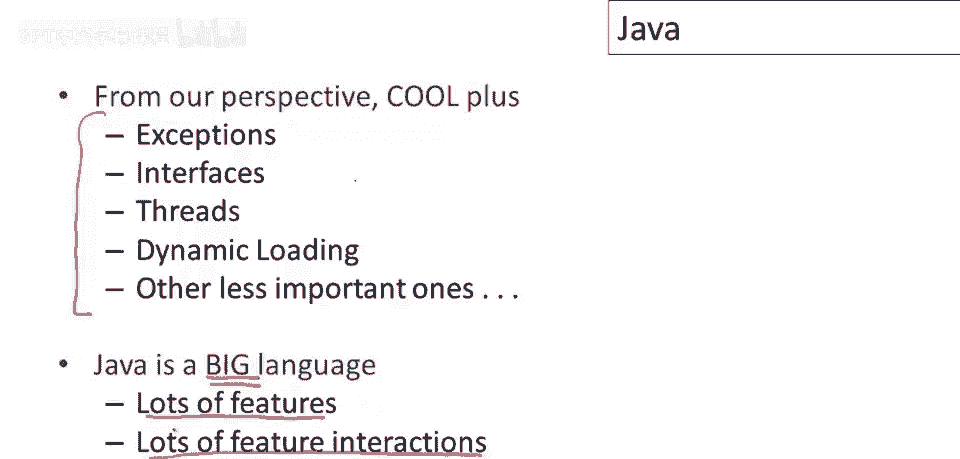 Java
• From our perspective, COOL plus
– Exceptions
– Interfaces
– Threads
– Dynamic Loading
– Other less important ones . . .
• Java is a BIG language
– Lots of features
– Lots of feature interactions